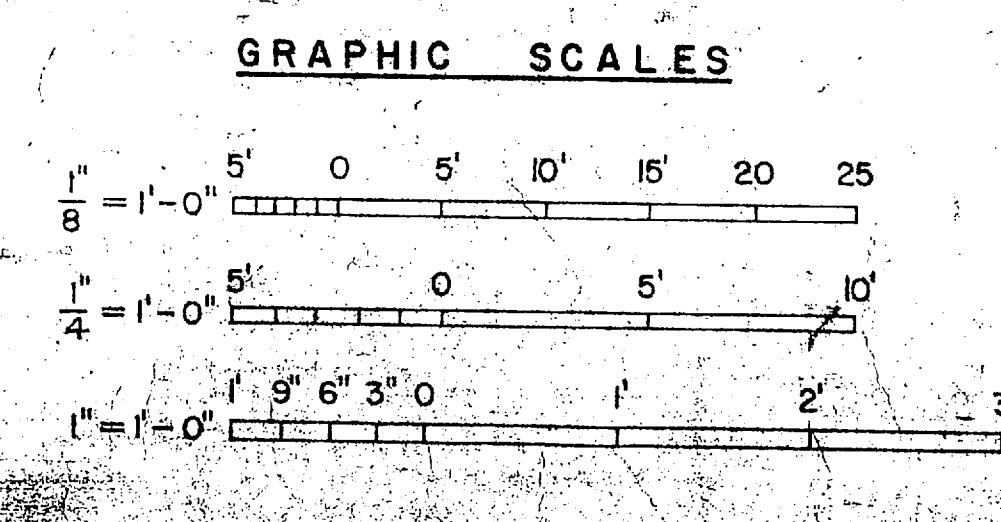 GRAPHIC SCALES
5' 0 5' 10' 15' 20 25
1"/8 = 1'-0"
5' 0 5' 10'
1"/4 = 1'-0"
1' 9" 6" 3" 0 1' 2' 3
1" = 1'-0"